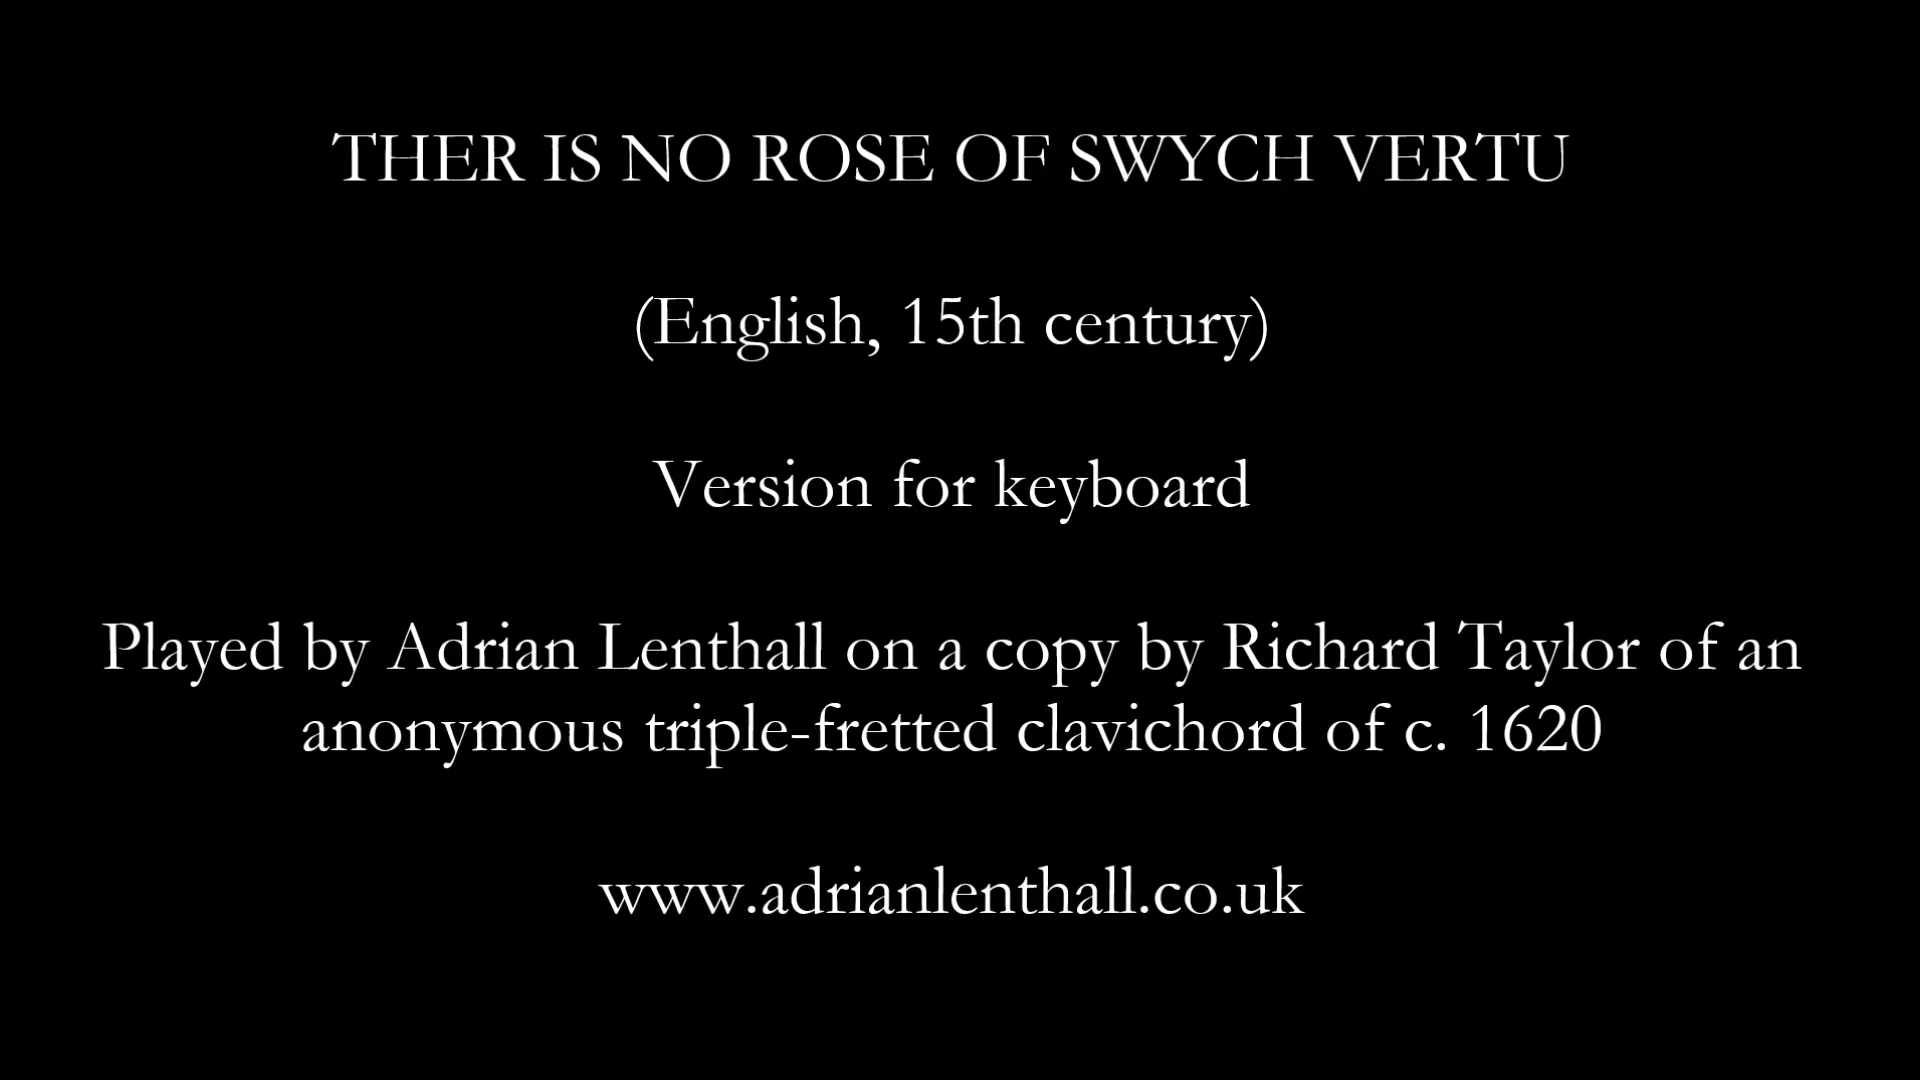 THER IS NO ROSE OF SWYCH VERTU
(English, 15th century)
Version for keyboard
Played by Adrian Lenthall on a copy by Richard Taylor of an
anonymous triple-fretted clavichord of c. 1620
www.adrianlenthall.co.uk